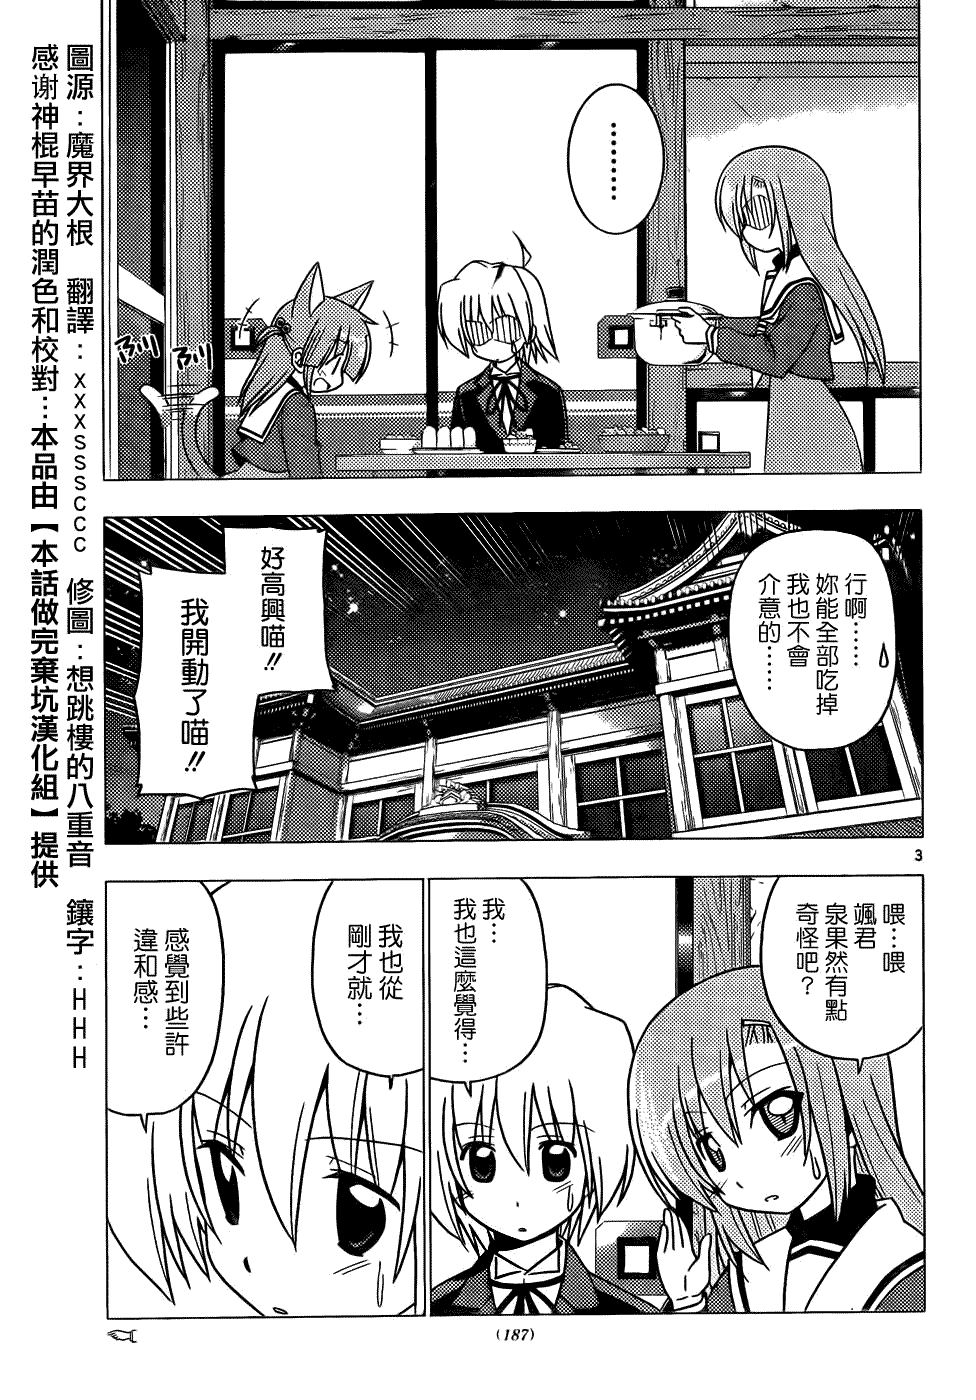 圖源：魔界大根　翻譯：xxxsssccc　修圖：想跳樓的八重音　鑲字：HHH
感谢神棍早苗的潤色和校對…本品由【本話做完棄坑漢化組】提供
………
ふり
ふり
行啊……
妳能全部吃掉
我也不會
介意的……
好高興喵!!
我開動了喵!!
3
喂…喂
颯君
泉果然有點
奇怪吧？
我…
我也這麼覺得…
我也從
剛才就…
感覺到些許
違和感…
(187)